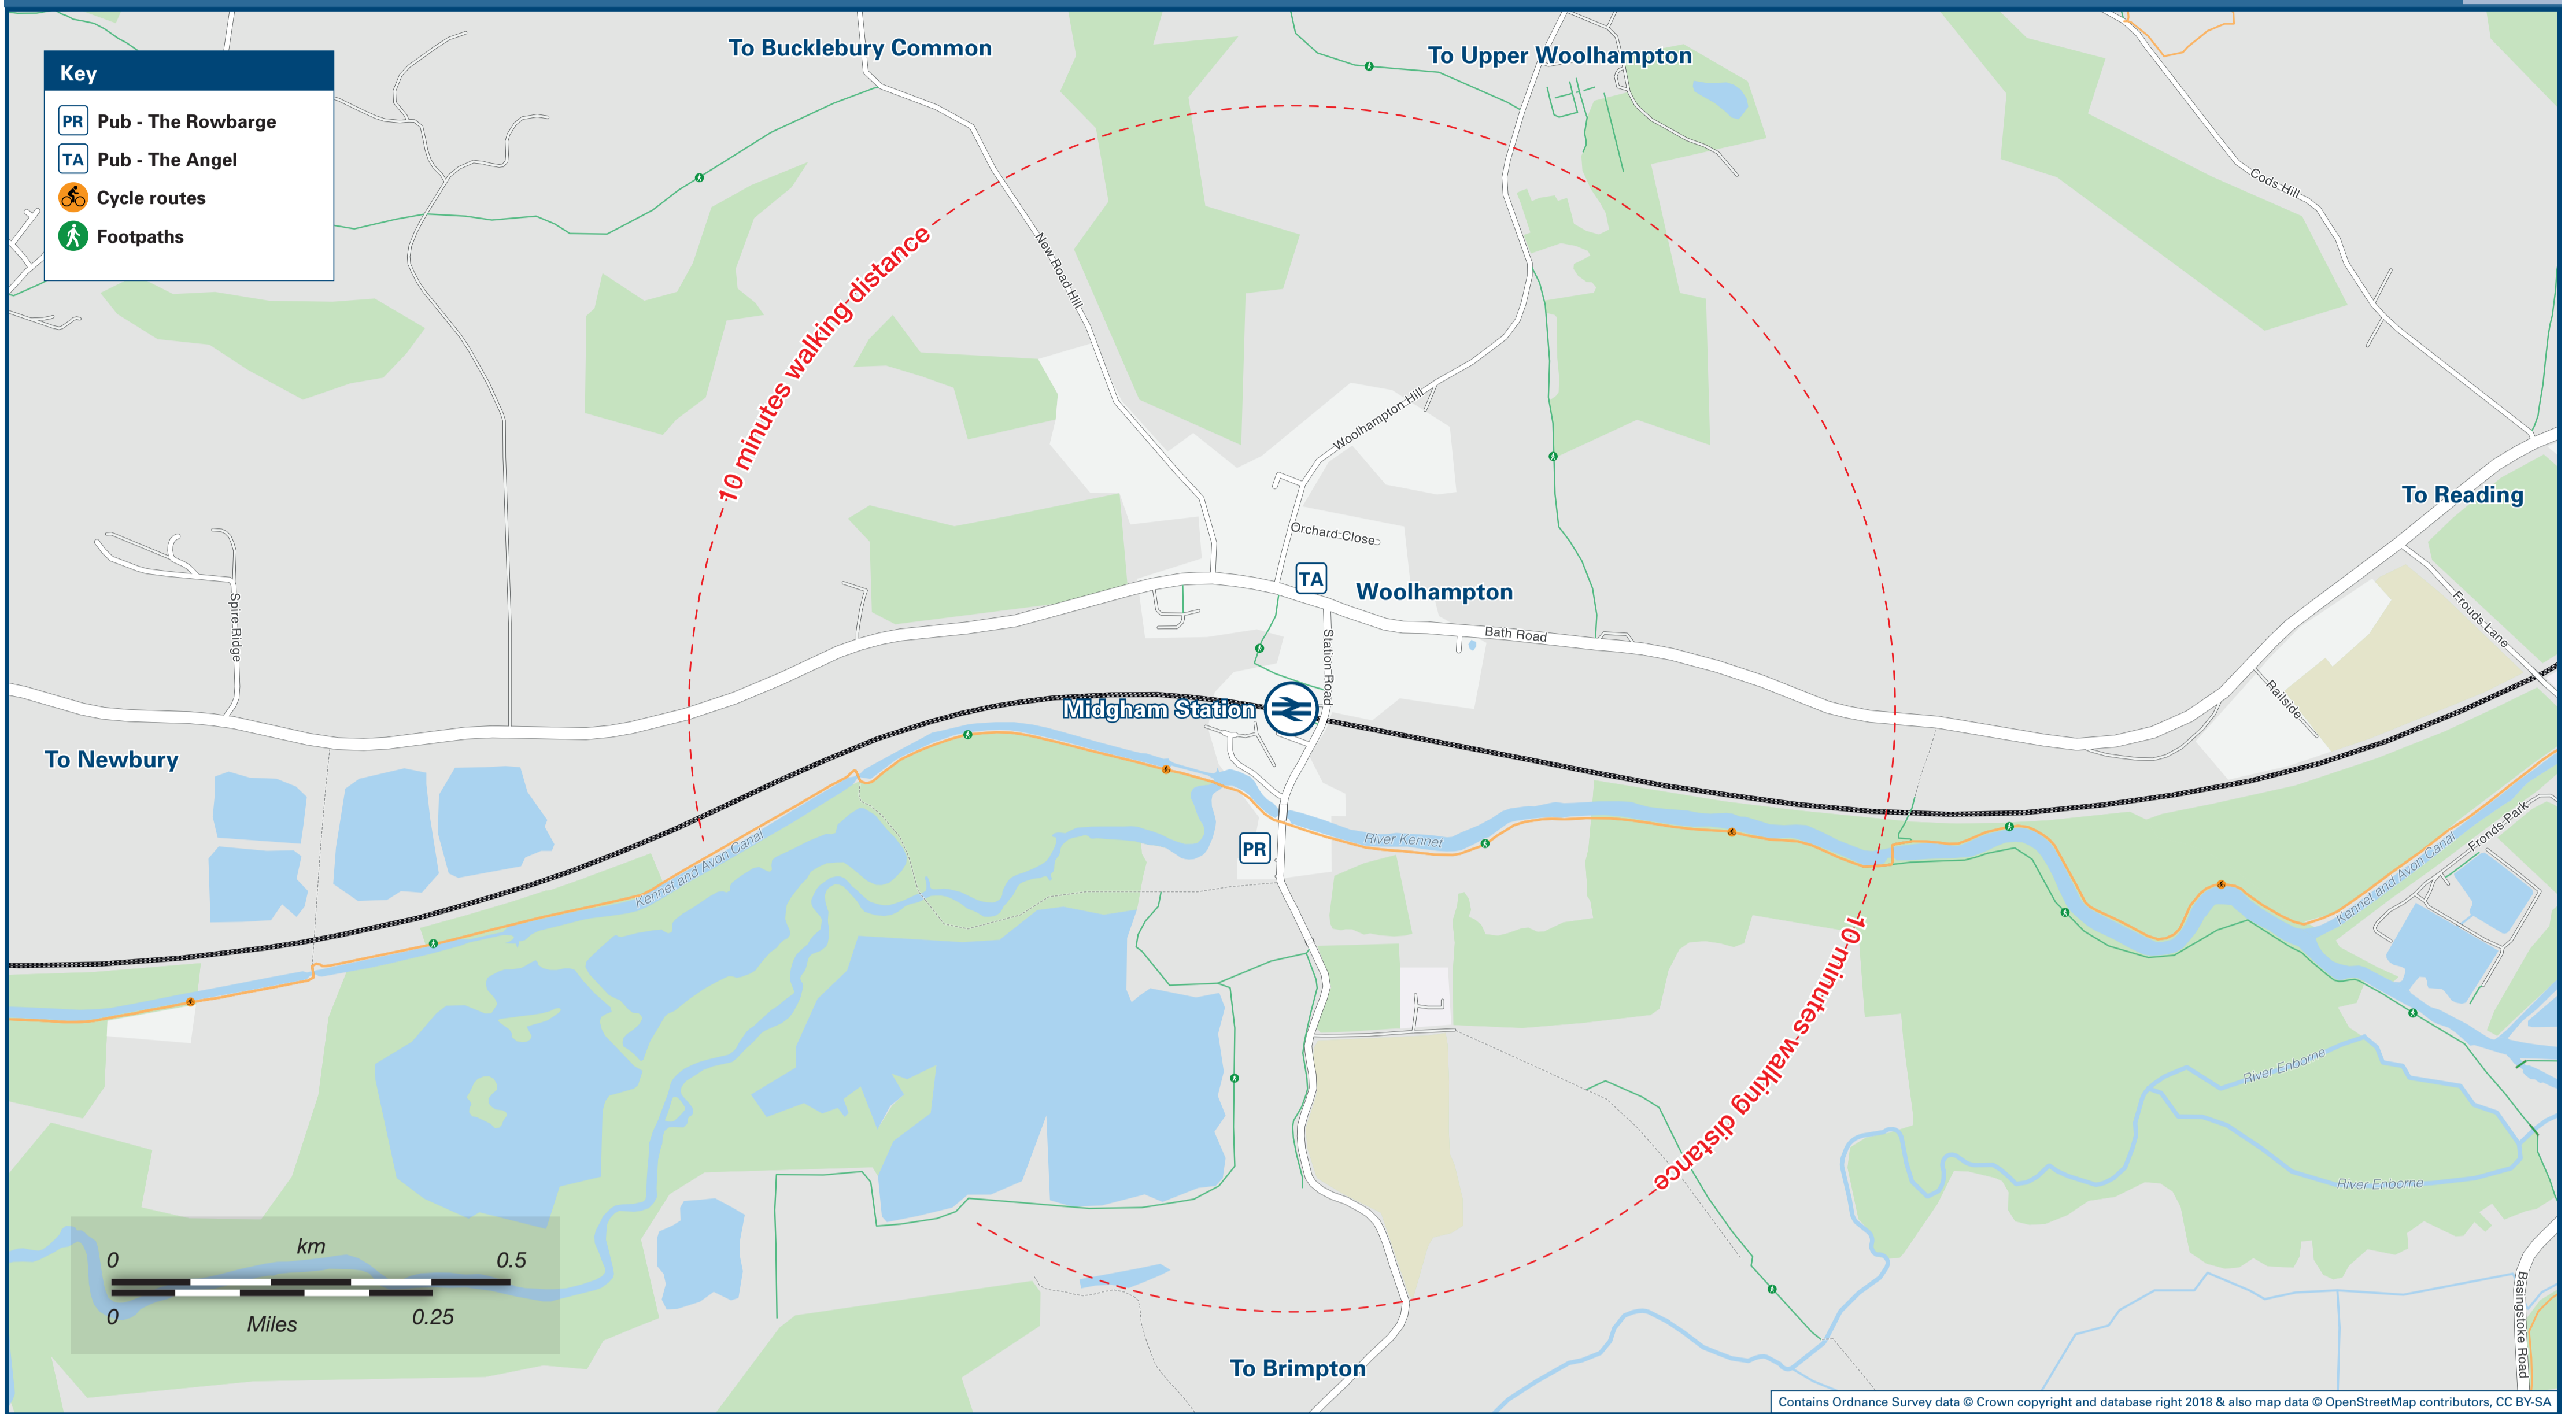 Key
PR Pub - The Rowbarge
TA Pub - The Angel
Cycle routes
Footpaths
To Bucklebury Common
To Upper Woolhampton
Cods Hill
10 minutes walking distance
New Road Hill
Woolhampton Hill
To Reading
Orchard Close
TA
Woolhampton
Spire Ridge
Bath Road
Station Road
Frouds Lane
Railside
Midgham Station
To Newbury
PR
River Kennet
Kennet and Avon Canal
Fronds Park
Kennet and Avon Canal
10 minutes walking distance
River Enborne
River Enborne
km
0 0.5
0 0.25
Miles
Basingstoke Road
To Brimpton
Contains Ordnance Survey data © Crown copyright and database right 2018 & also map data © OpenStreetMap contributors, CC BY-SA